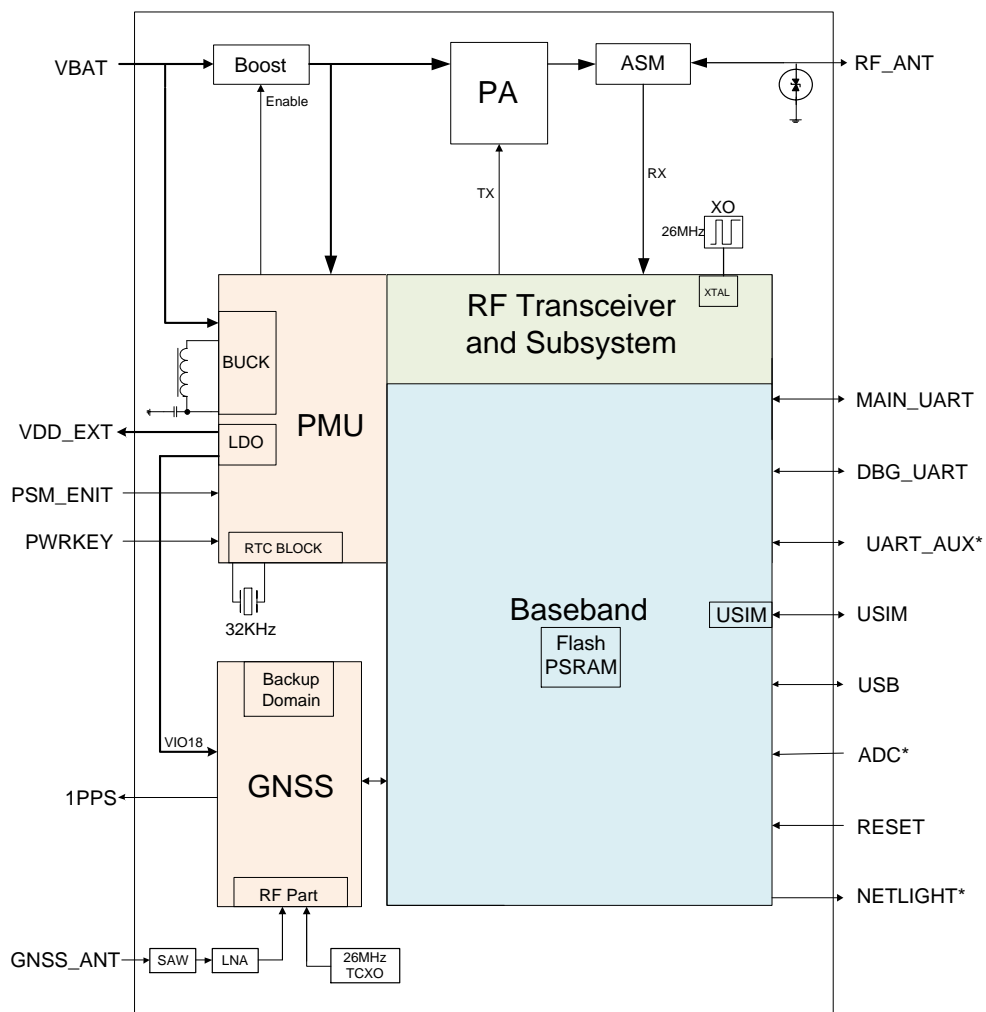 VBAT
Boost
PA
ASM
RF_ANT
Enable
TX
RX
XO
26MHz
XTAL
RF Transceiver
and Subsystem
BUCK
PMU
LDO
VDD_EXT
PSM_ENIT
PWRKEY
RTC BLOCK
32KHz
MAIN_UART
DBG_UART
UART_AUX*
Baseband
Flash
PSRAM
USIM
USIM
USB
ADC*
RESET
NETLIGHT*
Backup
Domain
VIO18
GNSS
1PPS
RF Part
GNSS_ANT
SAW
LNA
26MHz
TCXO